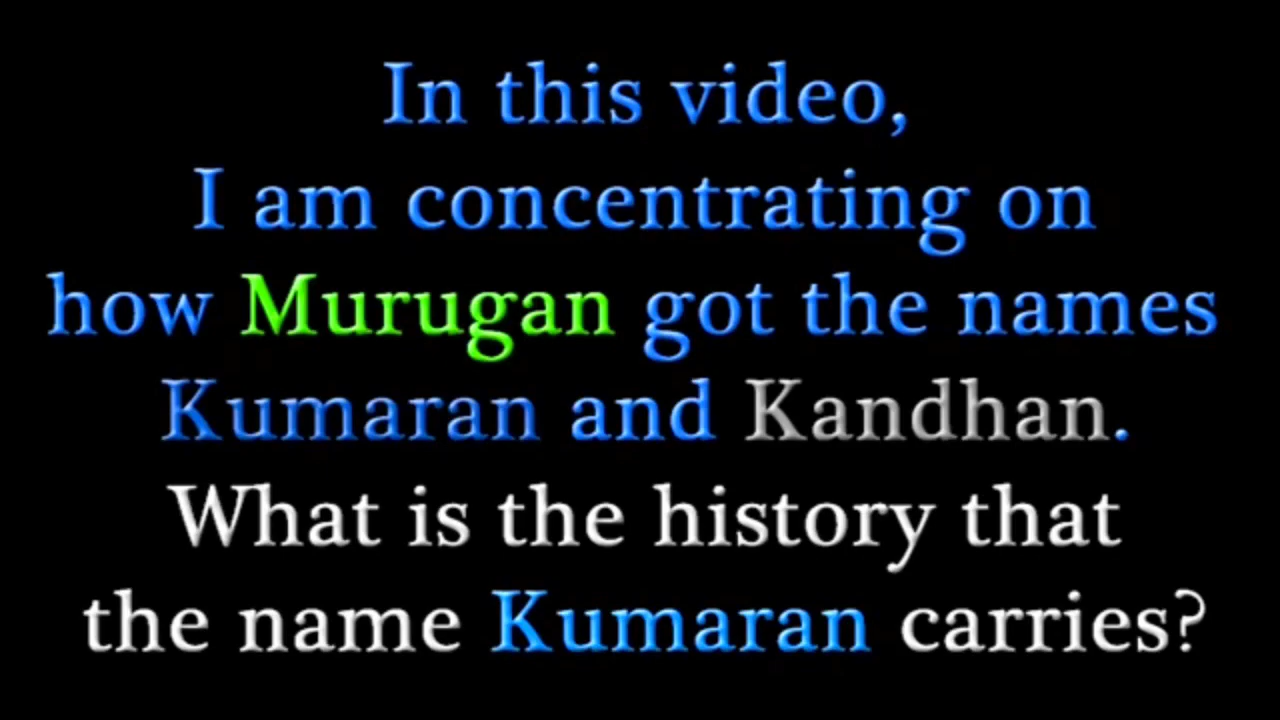 In this video,
I am concentrating on
how Murugan got the names
Kumaran and Kandhan.
What is the history that
the name Kumaran carries?